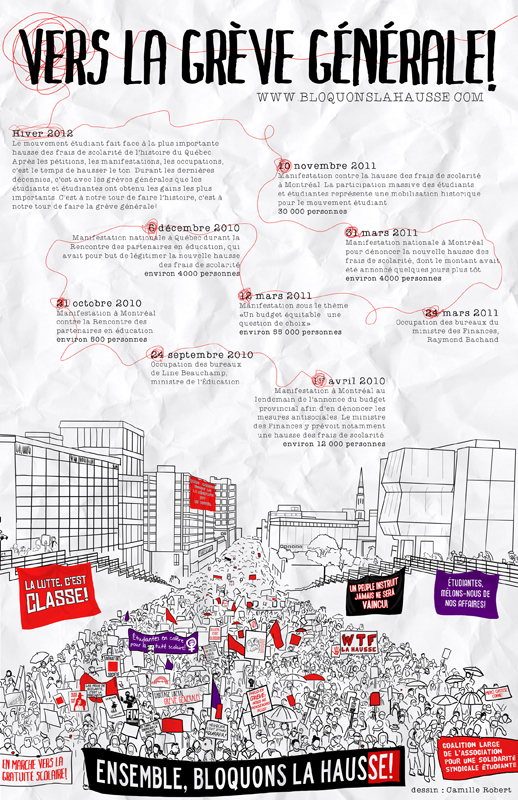 VERS LA GRÈVE GÉNÉRALE!
WWW.BLOQUONSLAHAUSSE.COM
Hiver 2012
Le mouvement étudiant fait face à la plus importante
hausse des frais de scolarité de l'histoire du Québec.
Après les pétitions, les manifestations, les occupations,
c'est le temps de hausser le ton. Durant les dernières
décennies, c'est avec les grèves générales que les
étudiants et étudiantes ont obtenu les gains les plus
importants. C'est à notre tour de faire l'histoire, c'est à
notre tour de faire la grève générale!
10 novembre 2011
Manifestation contre la hausse des frais de scolarité
à Montréal. La participation massive des étudiants
et étudiantes représente une mobilisation historique
pour le mouvement étudiant
30 000 personnes
6 décembre 2010
Manifestation nationale à Québec durant la
Rencontre des partenaires en éducation, qui
avait pour but de légitimer la nouvelle hausse
des frais de scolarité
environ 4000 personnes
31 mars 2011
Manifestation nationale à Montréal
pour dénoncer la nouvelle hausse des
frais de scolarité, dont le montant avait
été annoncé quelques jours plus tôt.
environ 4000 personnes
21 octobre 2010
Manifestation à Montréal
contre la Rencontre des
partenaires en éducation
environ 500 personnes
12 mars 2011
Manifestation sous le thème
«Un budget équitable : une
question de choix»
environ 55 000 personnes
24 mars 2011
Occupation des bureaux du
ministre des Finances,
Raymond Bachand
24 septembre 2010
Occupation des bureaux
de Line Beauchamp,
ministre de l'Éducation
1er avril 2010
Manifestation à Montréal au
lendemain de l'annonce du budget
provincial afin d'en dénoncer les
mesures antisociales. Le ministre
des Finances y prévoit notamment
une hausse des frais de scolarité
environ 12 000 personnes
LA LUTTE, C'EST
CLASSE!
UN PEUPLE INSTRUIT
JAMAIS NE SERA
VAINCU!
ÉTUDIANTES,
MÊLONS-NOUS DE
NOS AFFAIRES!
Étudiantes en colère
pour la gratuité scolaire!
WTF
LA HAUSSE
FIN
EN MARCHE VERS LA
GRATUITÉ SCOLAIRE!
ENSEMBLE, BLOQUONS LA HAUSSE!
COALITION LARGE
DE L'ASSOCIATION
POUR UNE SOLIDARITÉ
SYNDICALE ÉTUDIANTE
dessin : Camille Robert